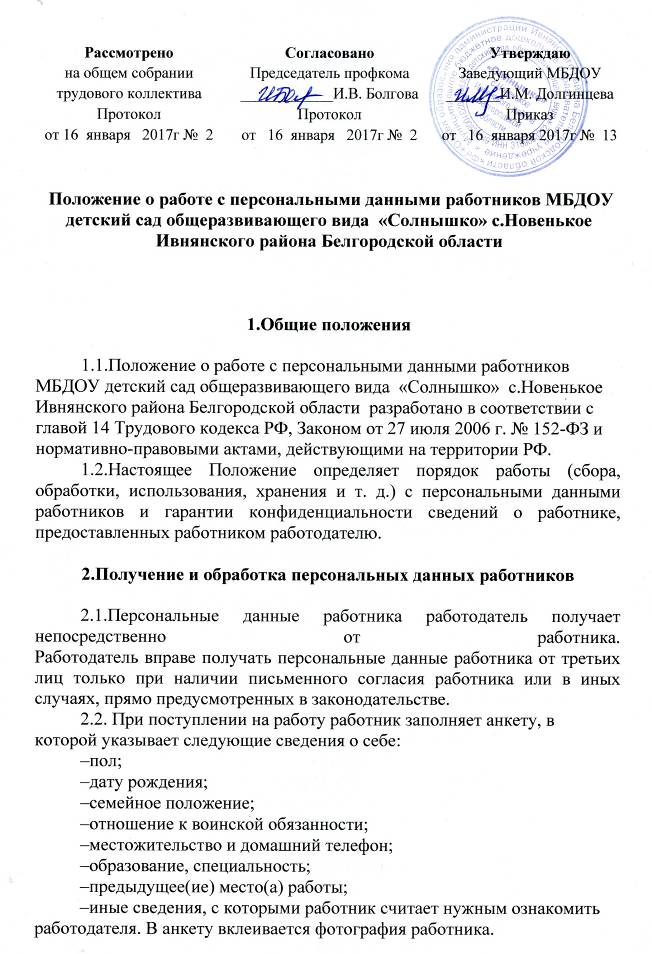 Рассмотрено
на общем собрании
трудового коллектива
Протокол
от 16 января 2017г № 2
Согласовано
Председатель профкома
И.В. Болгова
Протокол
от 16 января 2017г № 2
Утверждаю
Заведующий МБДОУ
И.М. Долгинцева
Приказ
от 16 января 2017г № 13
Положение о работе с персональными данными работников МБДОУ
детский сад общеразвивающего вида «Солнышко» с.Новенькое
Ивнянского района Белгородской области
1.Общие положения
1.1.Положение о работе с персональными данными работников
МБДОУ детский сад общеразвивающего вида «Солнышко» с.Новенькое
Ивнянского района Белгородской области разработано в соответствии с
главой 14 Трудового кодекса РФ, Законом от 27 июля 2006 г. № 152-ФЗ и
нормативно-правовыми актами, действующими на территории РФ.
1.2.Настоящее Положение определяет порядок работы (сбора,
обработки, использования, хранения и т. д.) с персональными данными
работников и гарантии конфиденциальности сведений о работнике,
предоставленных работником работодателю.
2.Получение и обработка персональных данных работников
2.1.Персональные данные работника работодатель получает
непосредственно от работника.
Работодатель вправе получать персональные данные работника от третьих
лиц только при наличии письменного согласия работника или в иных
случаях, прямо предусмотренных в законодательстве.
2.2. При поступлении на работу работник заполняет анкету, в
которой указывает следующие сведения о себе:
–пол;
–дату рождения;
–семейное положение;
–отношение к воинской обязанности;
–местожительство и домашний телефон;
–образование, специальность;
–предыдущее(ие) место(а) работы;
–иные сведения, с которыми работник считает нужным ознакомить
работодателя. В анкету вклеивается фотография работника.